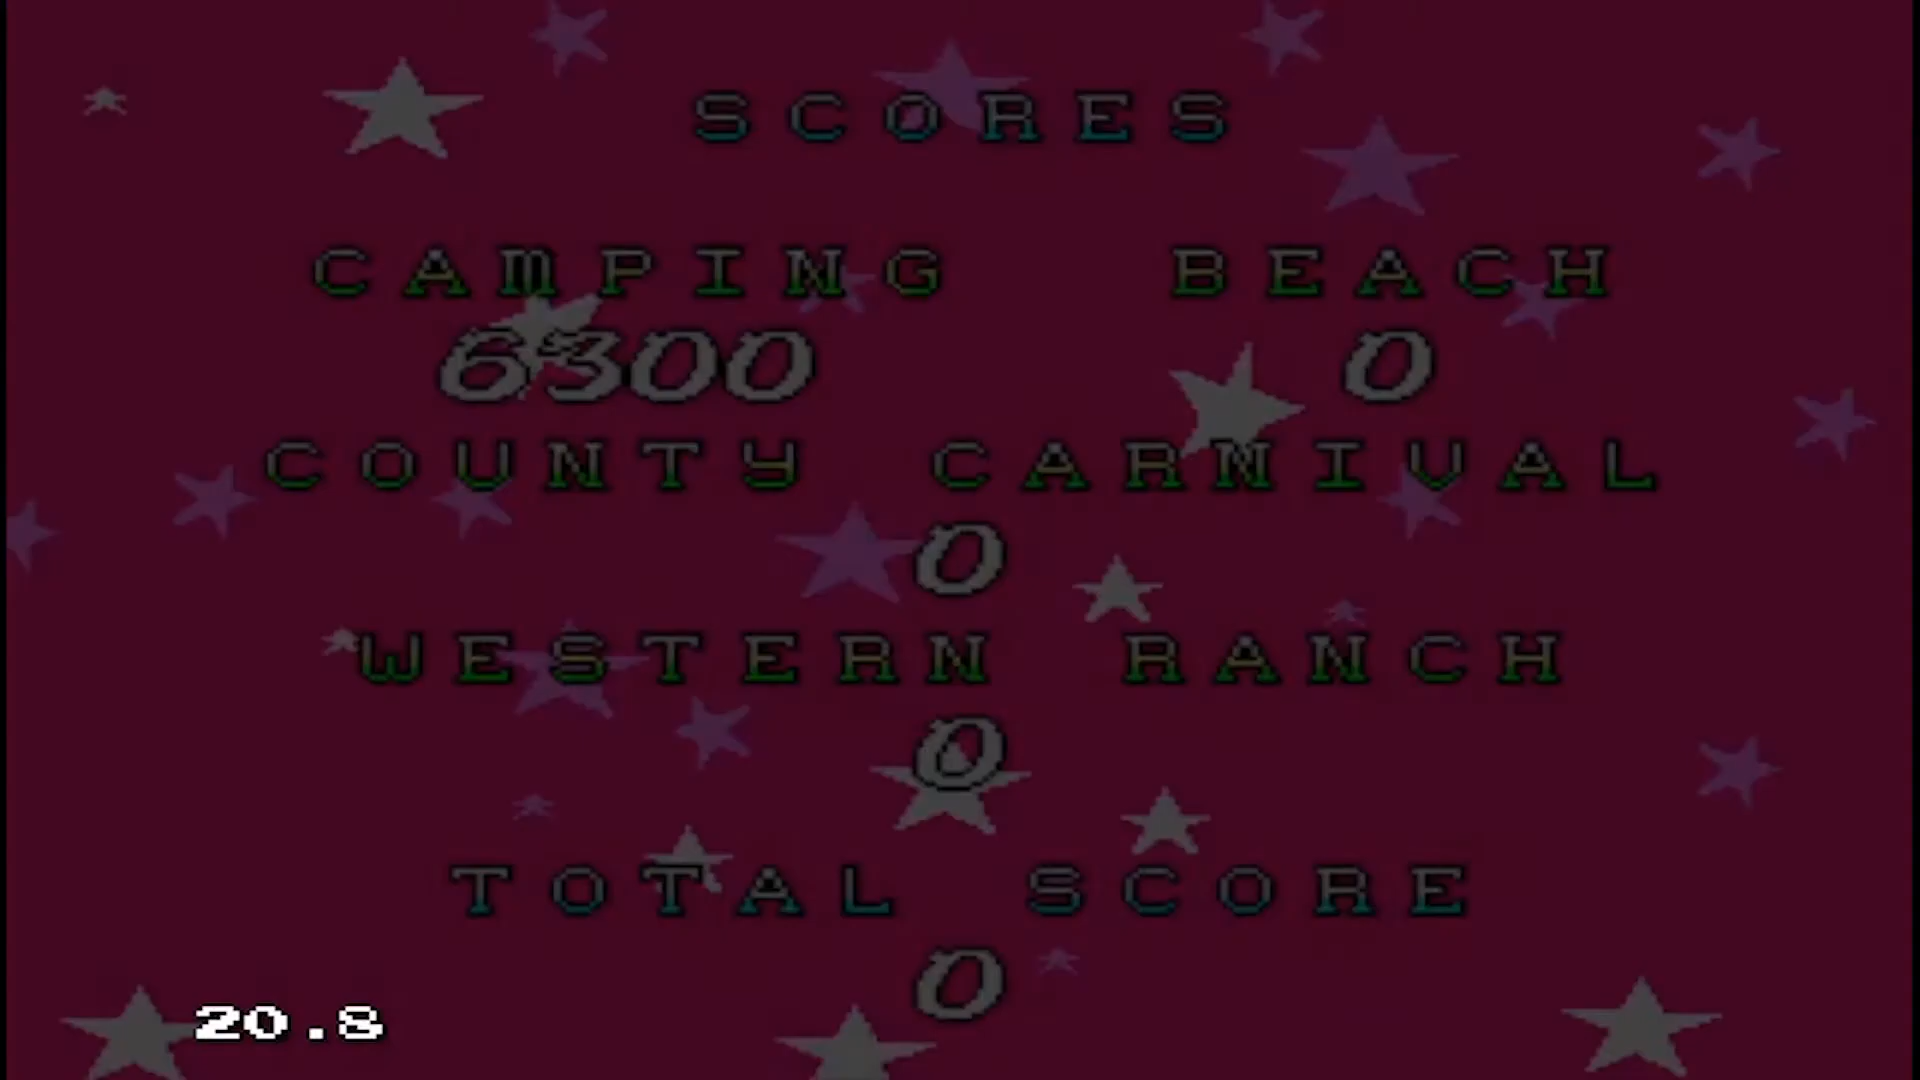 SCORES
CAMPING BEACH
6300 0
COUNTY CARNIVAL
0
WESTERN RANCH
0
TOTAL SCORE
0
20.8